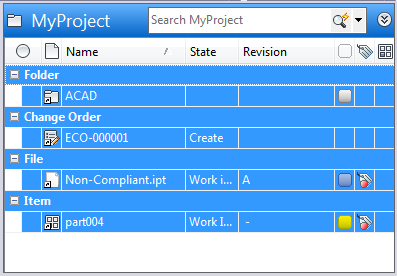 MyProject Search MyProject
Name State Revision
Folder
ACAD
Change Order
ECO-000001 Create
File
Non-Compliant.ipt Work i... A
Item
part004 Work I... -